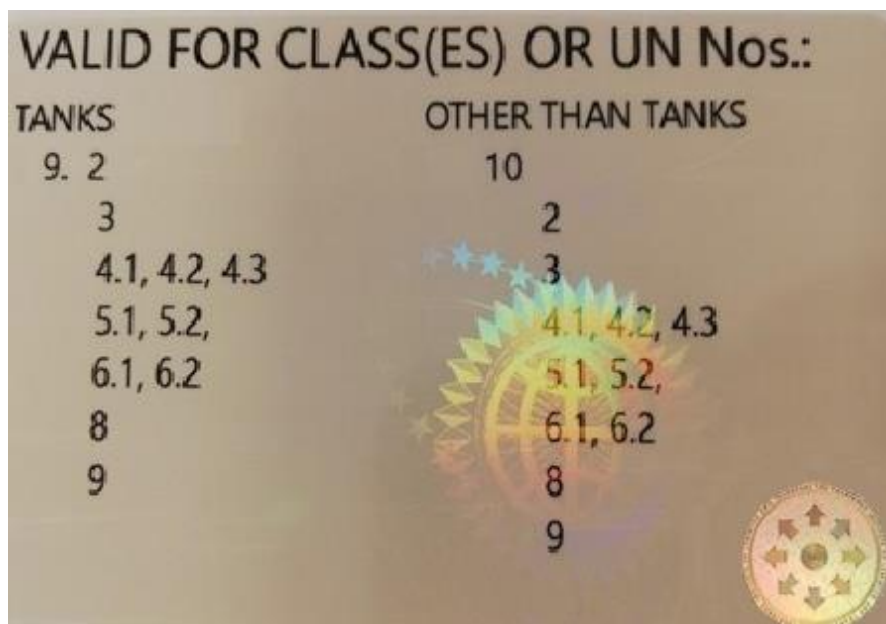 VALID FOR CLASS(ES) OR UN Nos.:
TANKS
9. 2
3
4.1, 4.2, 4.3
5.1, 5.2,
6.1, 6.2
8
9
OTHER THAN TANKS
10
2
3
4.1, 4.2, 4.3
5.1, 5.2,
6.1, 6.2
8
9